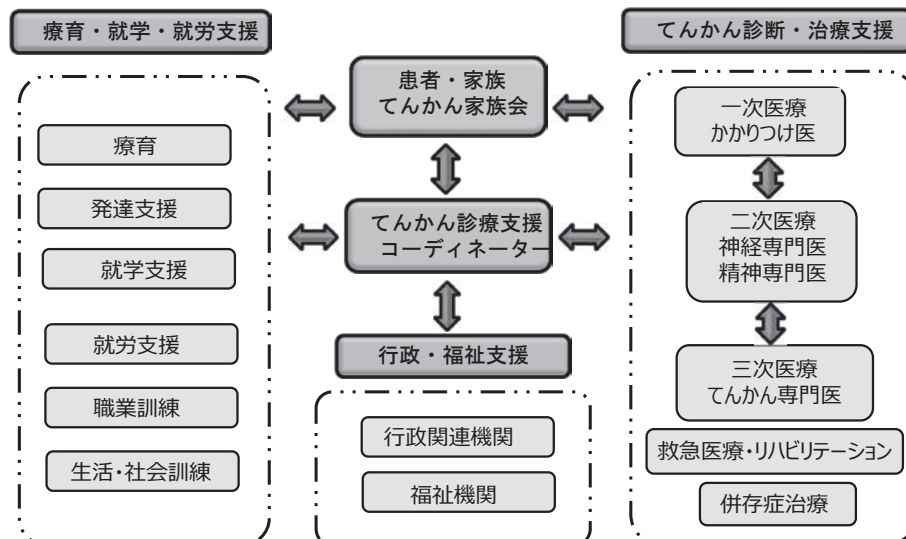 療育・就学・就労支援
療育
発達支援
就学支援
就労支援
職業訓練
生活・社会訓練
患者・家族
てんかん家族会
てんかん診療支援
コーディネーター
行政・福祉支援
行政関連機関
福祉機関
てんかん診断・治療支援
一次医療
かかりつけ医
二次医療
神経専門医
精神専門医
三次医療
てんかん専門医
救急医療・リハビリテーション
併存症治療